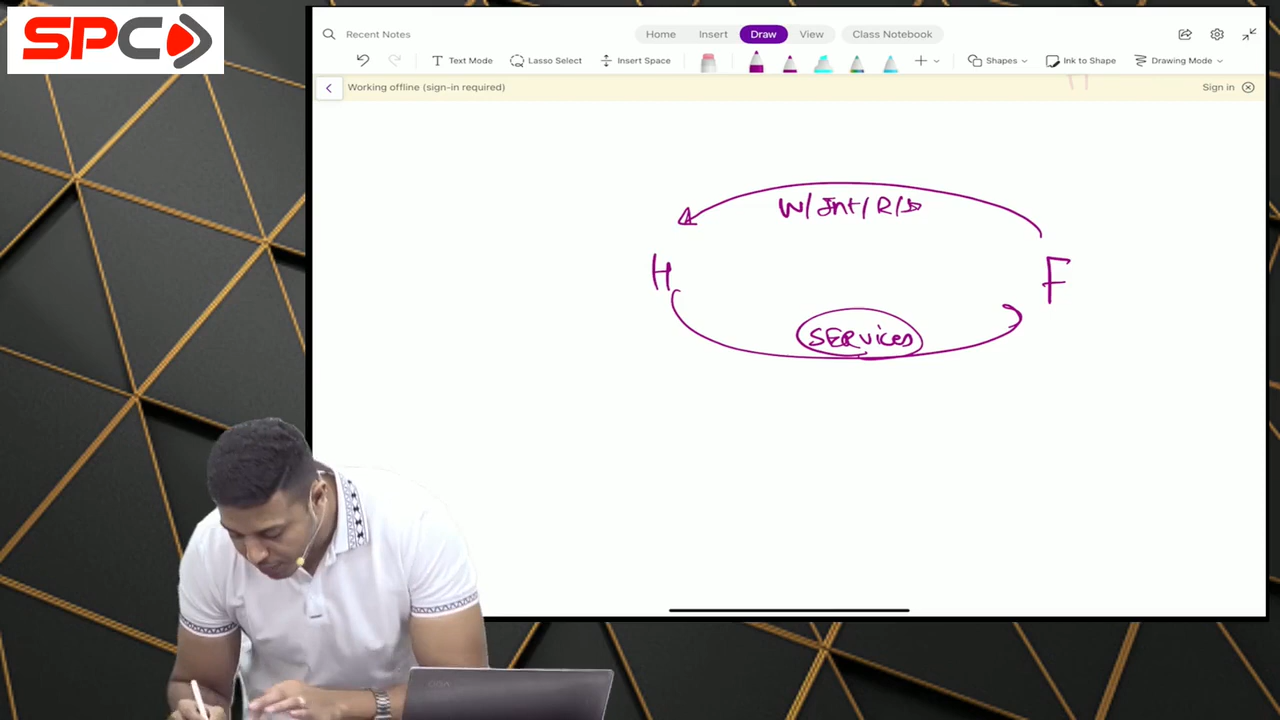 SPC
Recent Notes
Home Insert Draw View Class Notebook
Text Mode Lasso Select Insert Space Shapes Ink to Shape Drawing Mode
Working offline (sign-in required) Sign in
W/Int/R/
H F
SERvices